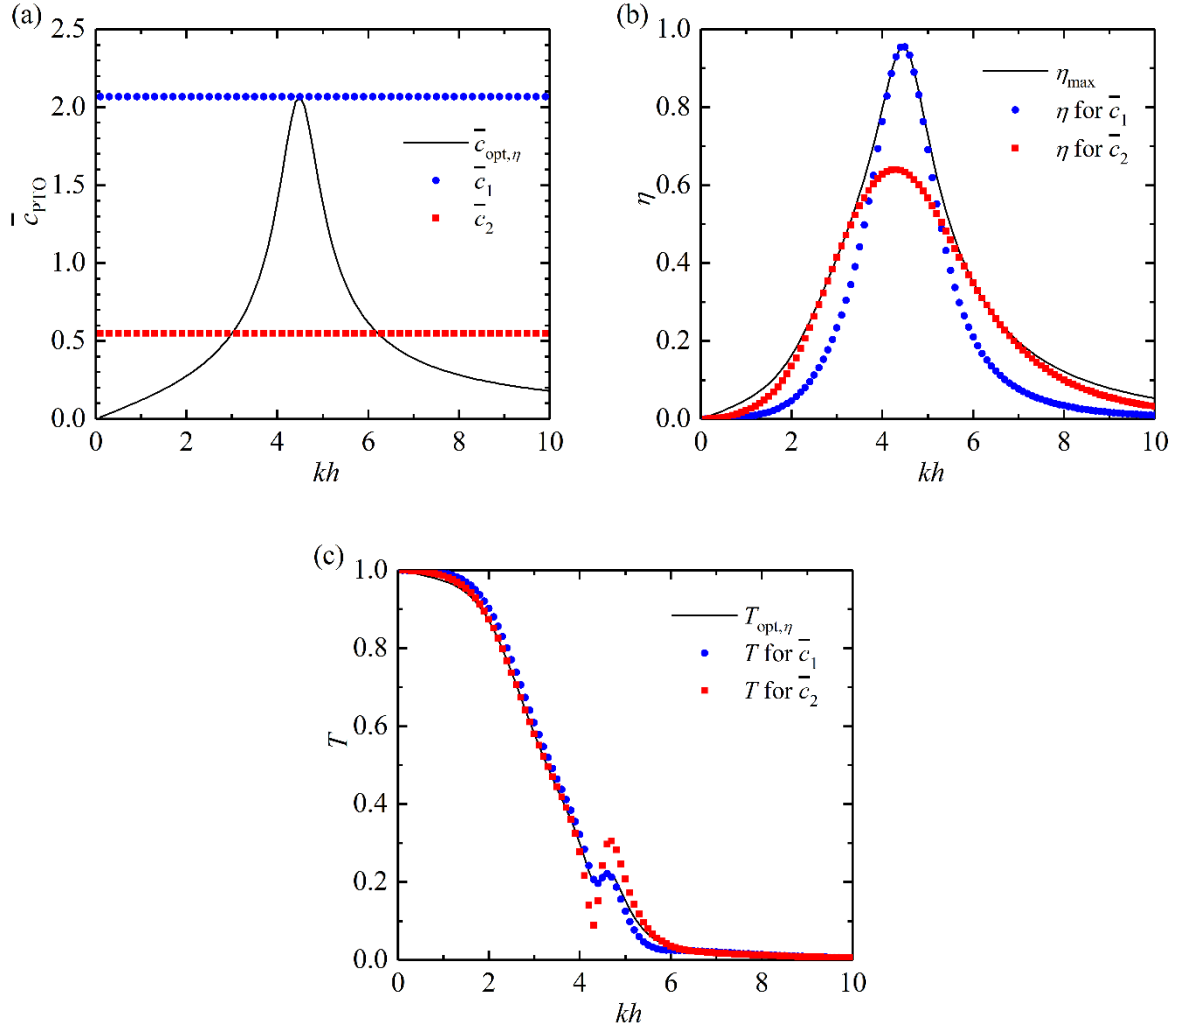 (a)
2.5
2.0
1.5
1.0
0.5
0.0
c̅PTO
c̅opt,η
c̅1
c̅2
0 2 4 6 8 10
kh
(b)
1.0
0.8
0.6
0.4
0.2
0.0
η
ηmax
η for c̅1
η for c̅2
0 2 4 6 8 10
kh
(c)
1.0
0.8
0.6
0.4
0.2
0.0
T
Topt,η
T for c̅1
T for c̅2
0 2 4 6 8 10
kh